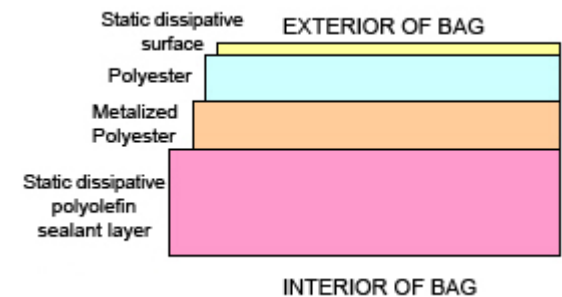 Static dissipative
surface
EXTERIOR OF BAG
Polyester
Metalized
Polyester
Static dissipative
polyolefin
sealant layer
INTERIOR OF BAG